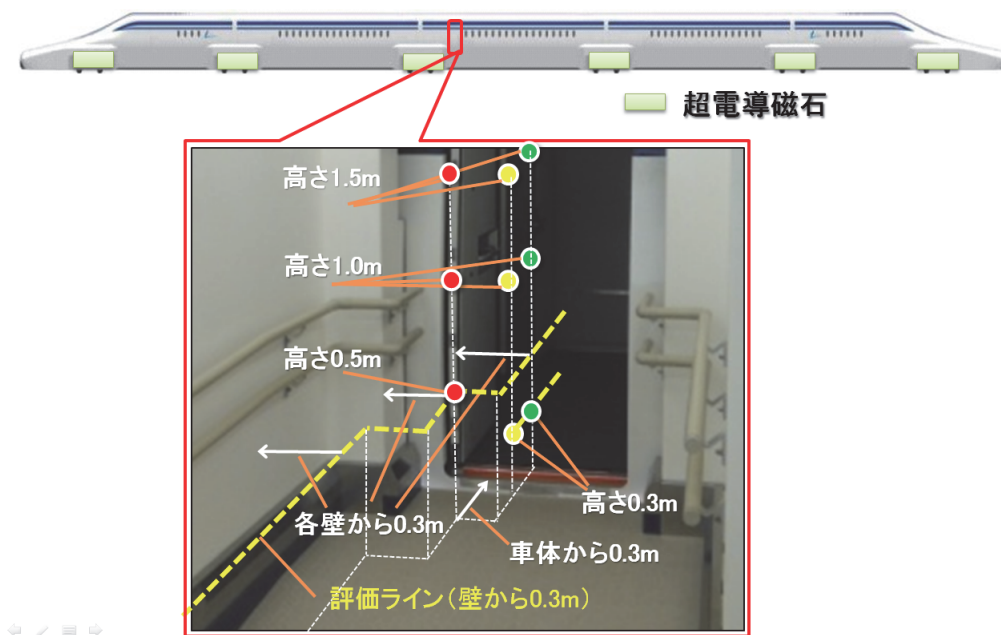 超電導磁石
高さ1.5m
高さ1.0m
高さ0.5m
高さ0.3m
各壁から0.3m
車体から0.3m
評価ライン（壁から0.3m）